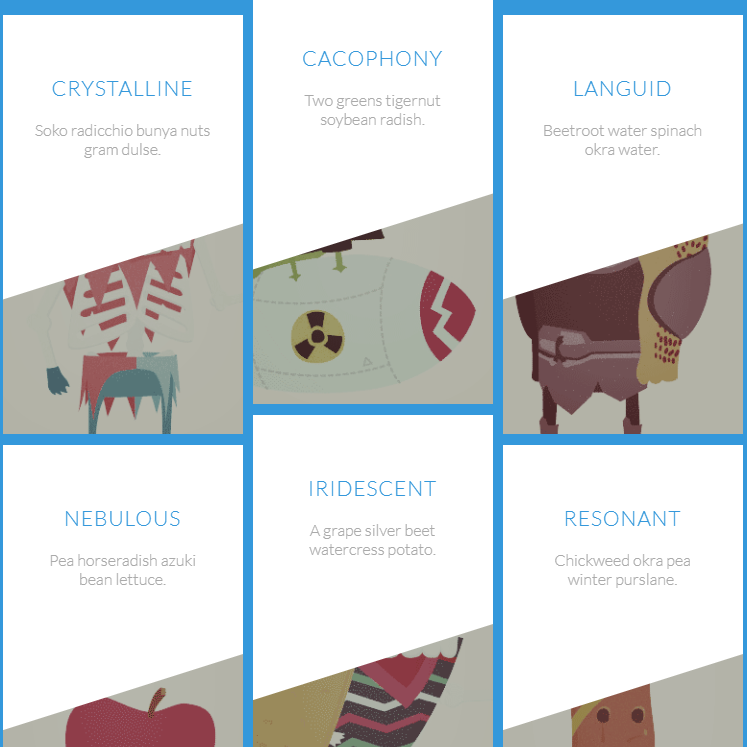 CRYSTALLINE
Soko radicchio bunya nuts
gram dulse.
CACOPHONY
Two greens tigernut
soybean radish.
LANGUID
Beetroot water spinach
okra water.
NEBULOUS
Pea horseradish azuki
bean lettuce.
IRIDESCENT
A grape silver beet
watercress potato.
RESONANT
Chickweed okra pea
winter purslane.